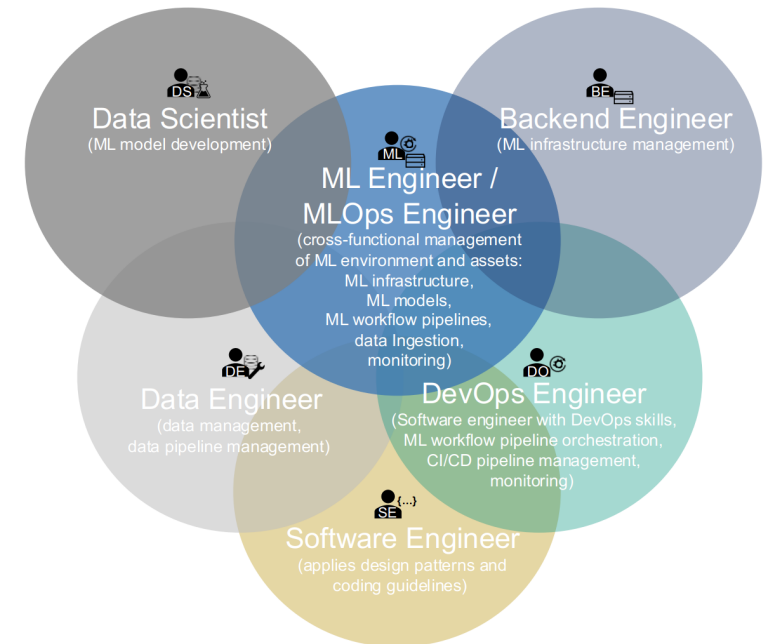 DS
Data Scientist
(ML model development)
BE
Backend Engineer
(ML infrastructure management)
ML
ML Engineer /
MLOps Engineer
(cross-functional management
of ML environment and assets:
ML infrastructure,
ML models,
ML workflow pipelines,
data Ingestion,
monitoring)
DE
Data Engineer
(data management,
data pipeline management)
DO
DevOps Engineer
(Software engineer with DevOps skills,
ML workflow pipeline orchestration,
CI/CD pipeline management,
monitoring)
{…}
SE
Software Engineer
(applies design patterns and
coding guidelines)